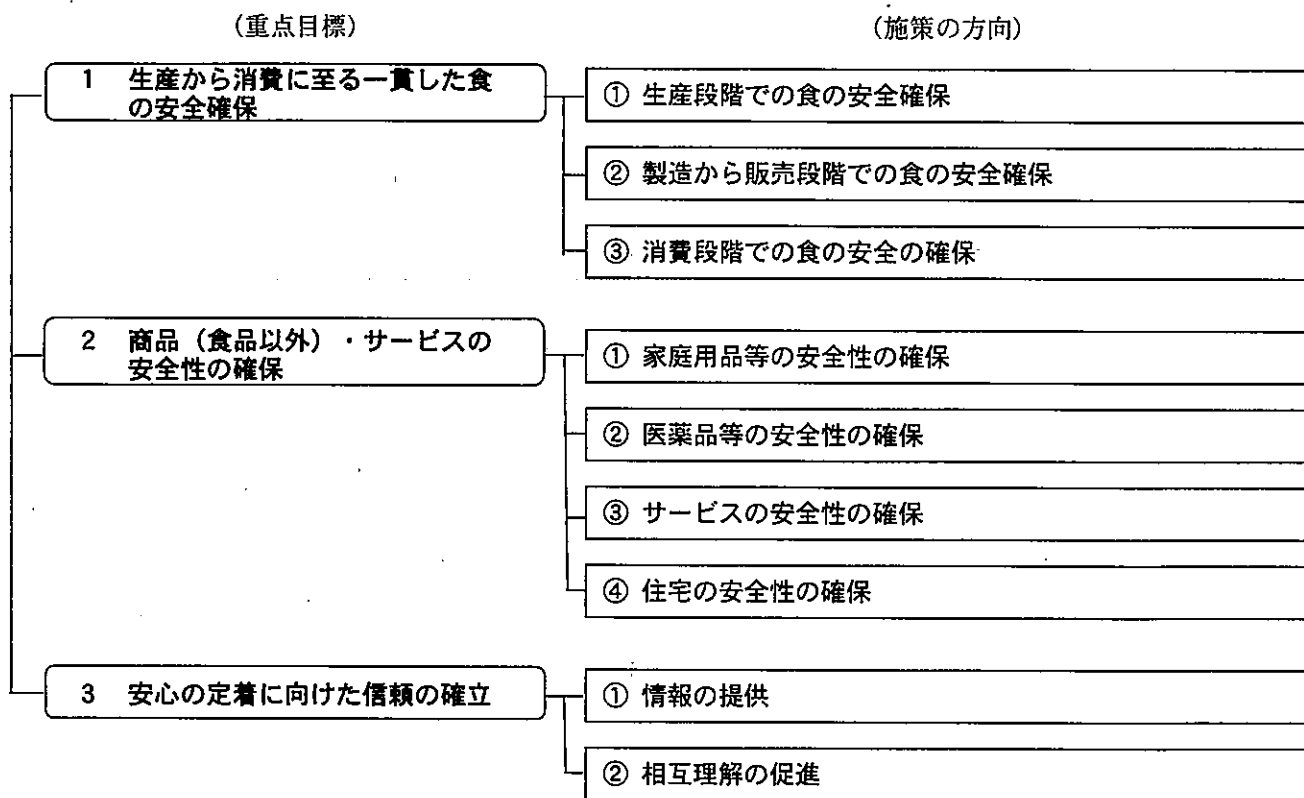 (重点目標)
(施策の方向)
1 生産から消費に至る一貫した食
の安全確保
① 生産段階での食の安全確保
② 製造から販売段階での食の安全確保
③ 消費段階での食の安全の確保
2 商品(食品以外)・サービスの
安全性の確保
① 家庭用品等の安全性の確保
② 医薬品等の安全性の確保
③ サービスの安全性の確保
④ 住宅の安全性の確保
3 安心の定着に向けた信頼の確立
① 情報の提供
② 相互理解の促進